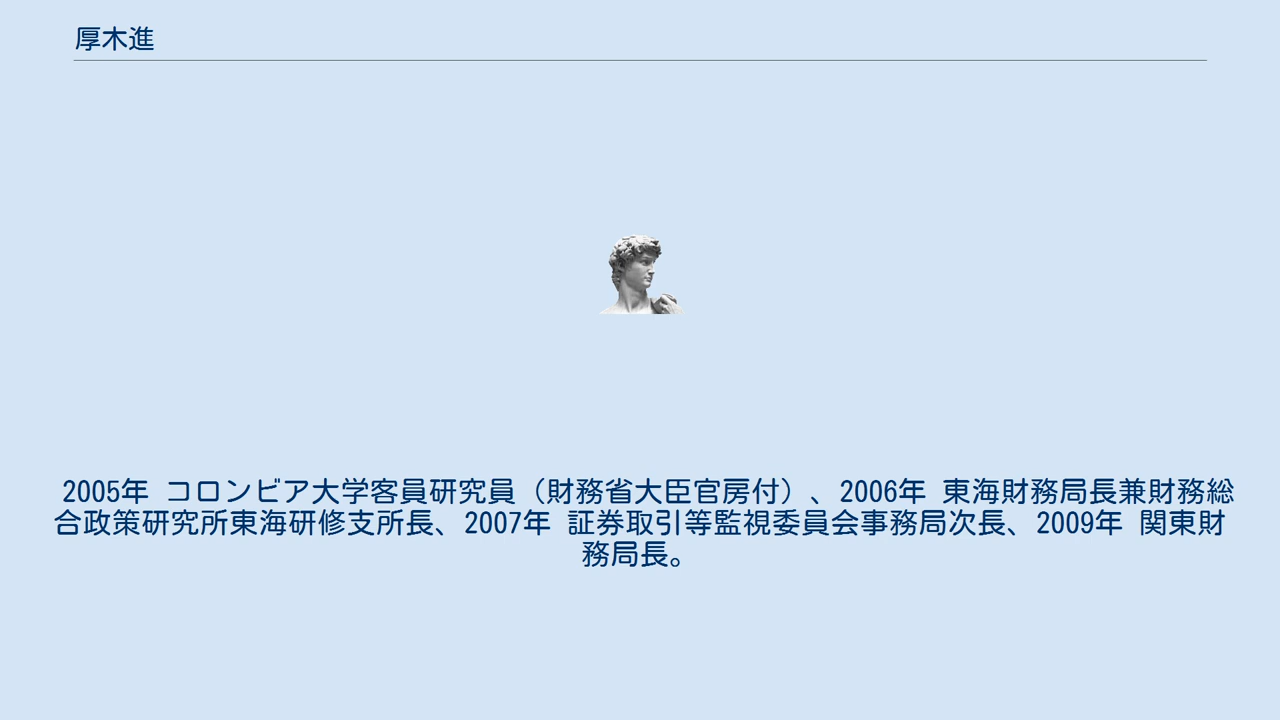 厚木進
2005年 コロンビア大学客員研究員（財務省大臣官房付）、2006年 東海財務局長兼財務総
合政策研究所東海研修支所長、2007年 証券取引等監視委員会事務局次長、2009年 関東財
務局長。